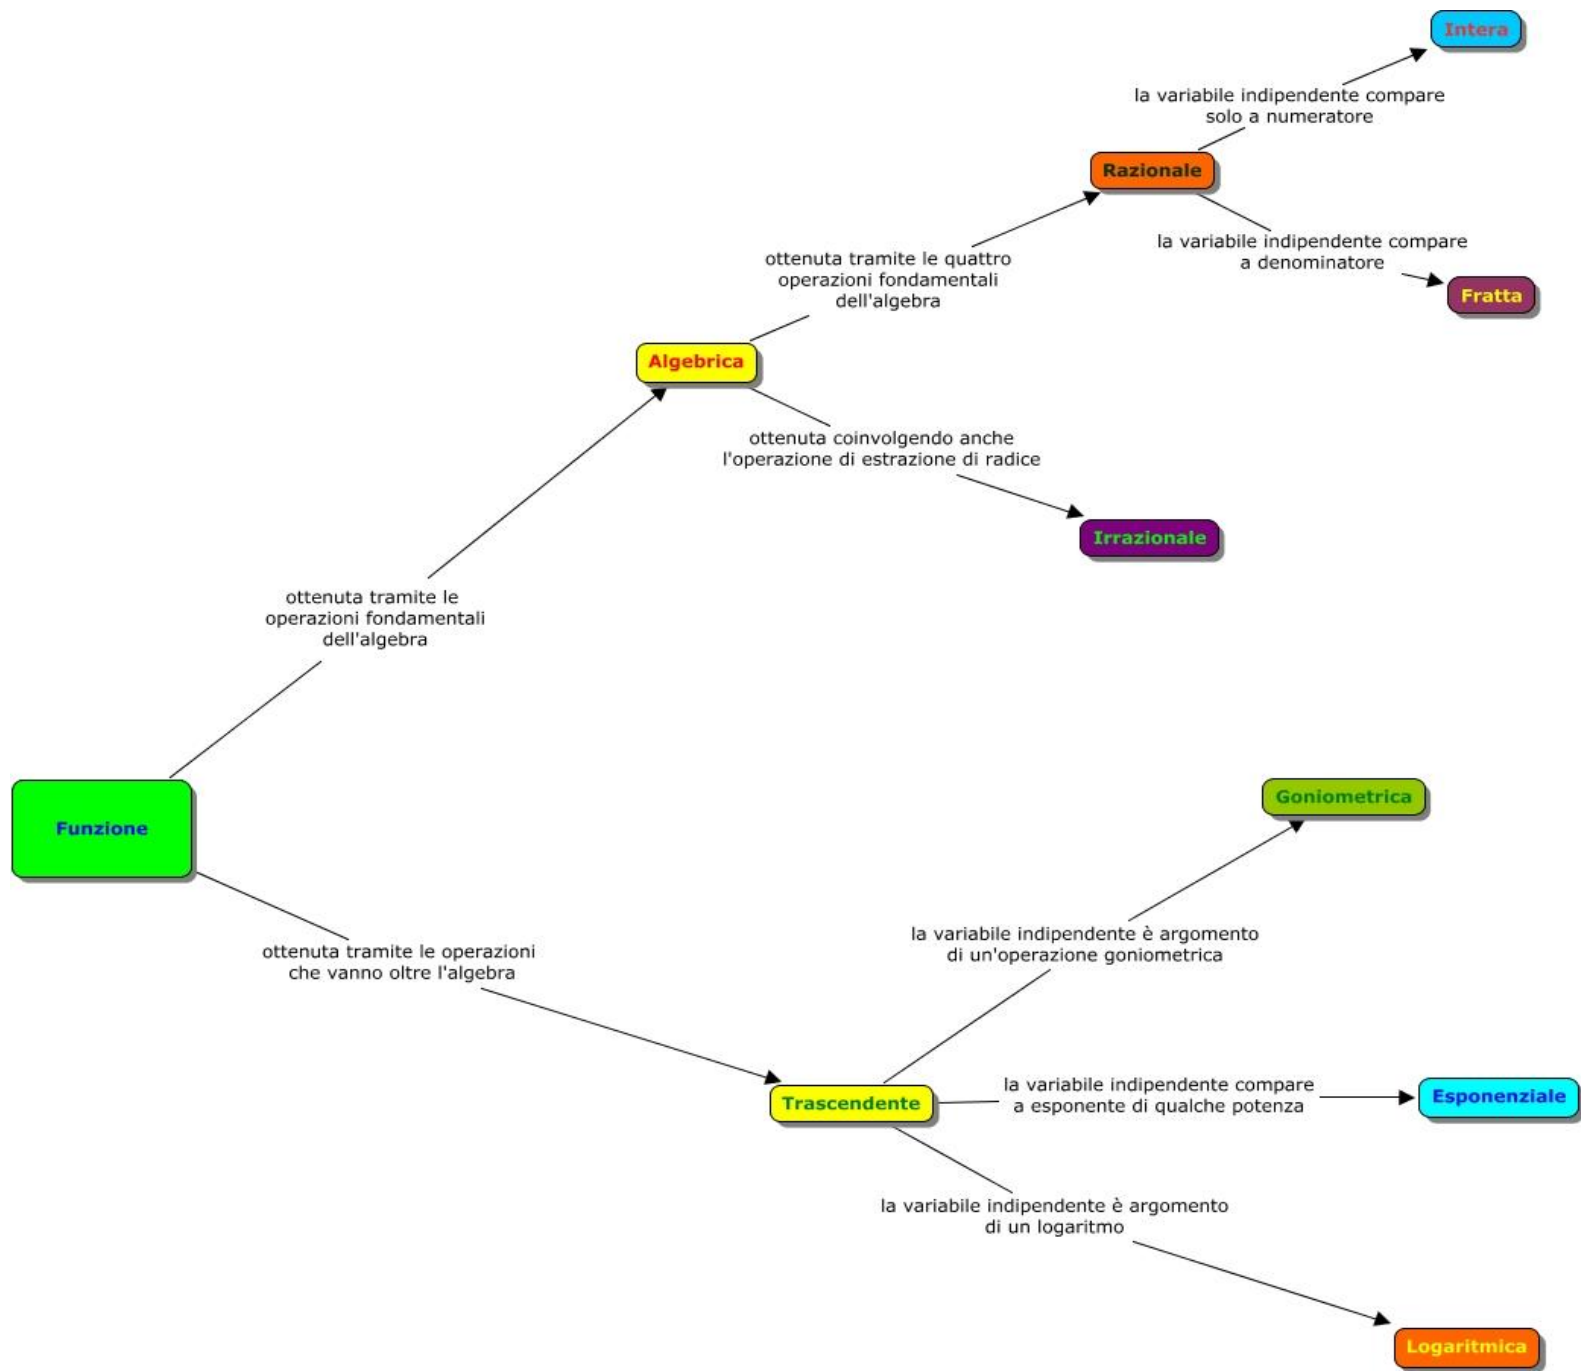 Intera
la variabile indipendente compare
solo a numeratore
Razionale
la variabile indipendente compare
a denominatore
ottenuta tramite le quattro
operazioni fondamentali
dell'algebra
Fratta
Algebrica
ottenuta coinvolgendo anche
l'operazione di estrazione di radice
Irrazionale
ottenuta tramite le
operazioni fondamentali
dell'algebra
Goniometrica
Funzione
la variabile indipendente è argomento
di un'operazione goniometrica
ottenuta tramite le operazioni
che vanno oltre l'algebra
la variabile indipendente compare
a esponente di qualche potenza
Esponenziale
Trascendente
la variabile indipendente è argomento
di un logaritmo
Logaritmica